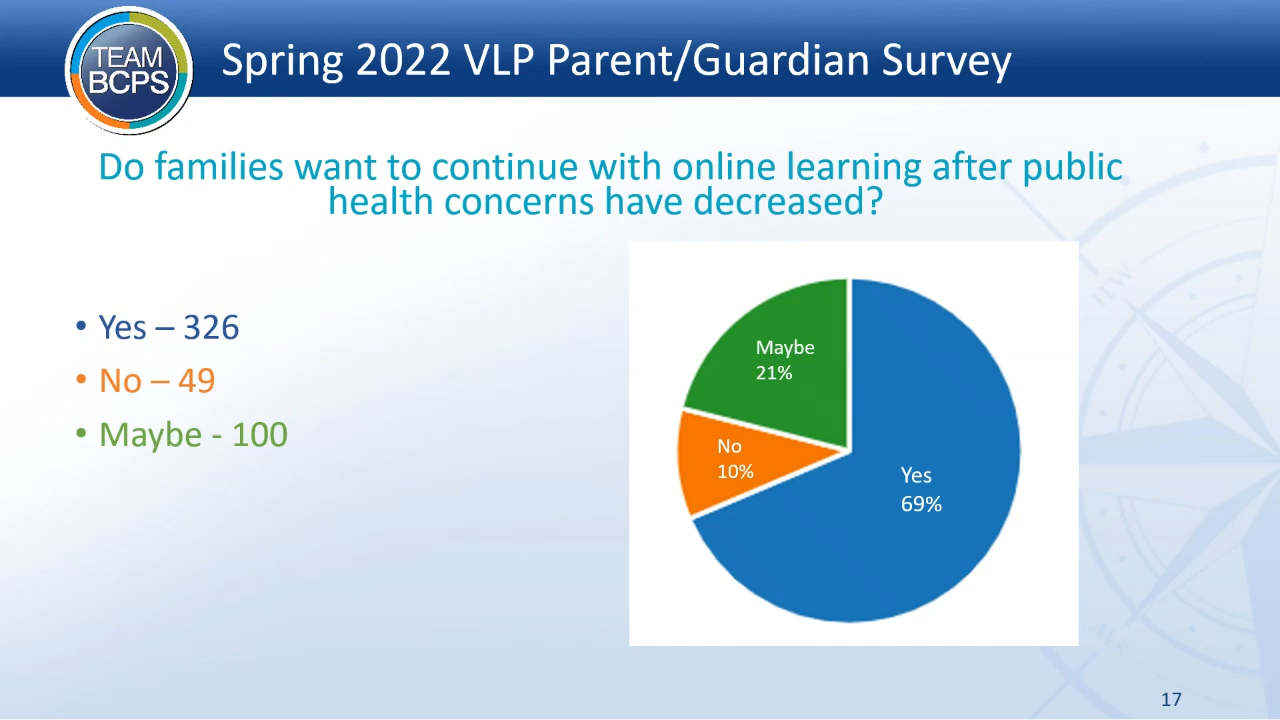 TEAM
BCPS
Spring 2022 VLP Parent/Guardian Survey
Do families want to continue with online learning after public
health concerns have decreased?
• Yes – 326
• No – 49
• Maybe - 100
Maybe
21%
No
10%
Yes
69%
17